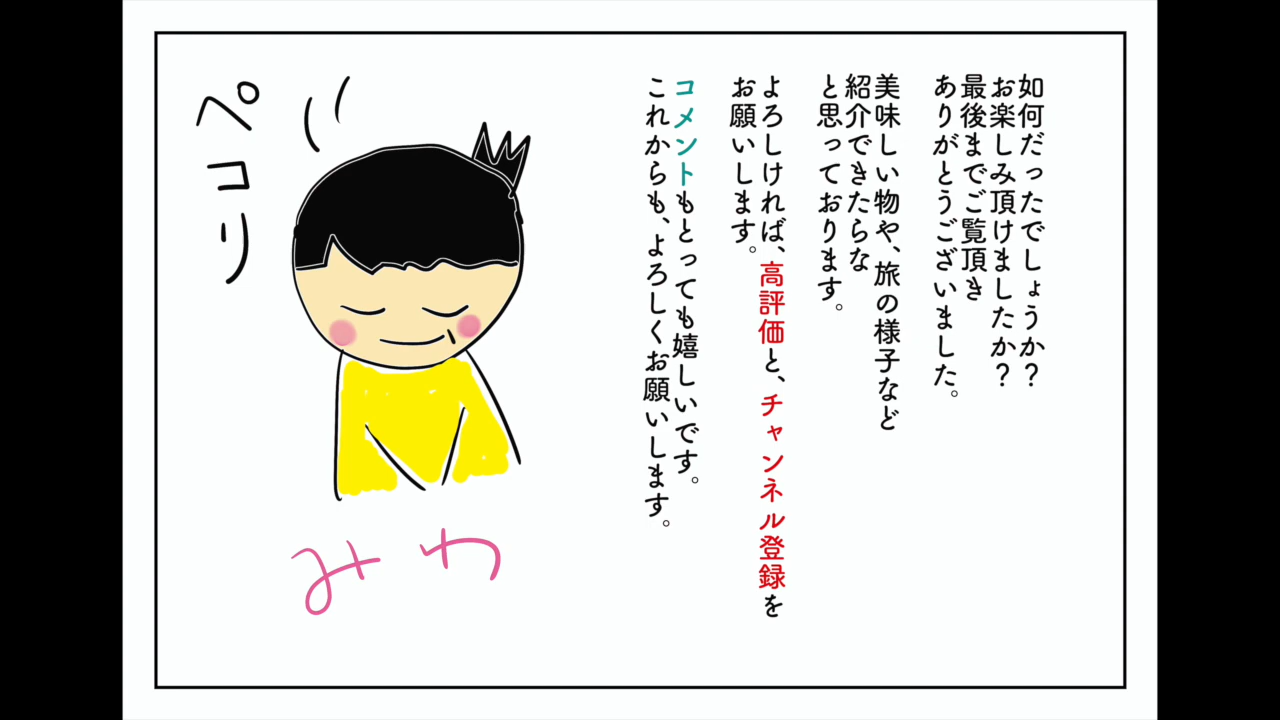 如何だったでしょうか?
お楽しみ頂けましたか?
最後までご覧頂き
ありがとうございました。
美味しい物や、旅の様子など
紹介できたらな
と思っております。
よろしければ、高評価と、チャンネル登録を
お願いします。
コメントもとっても嬉しいです。
これからも、よろしくお願いします。
ペコリ
みわ